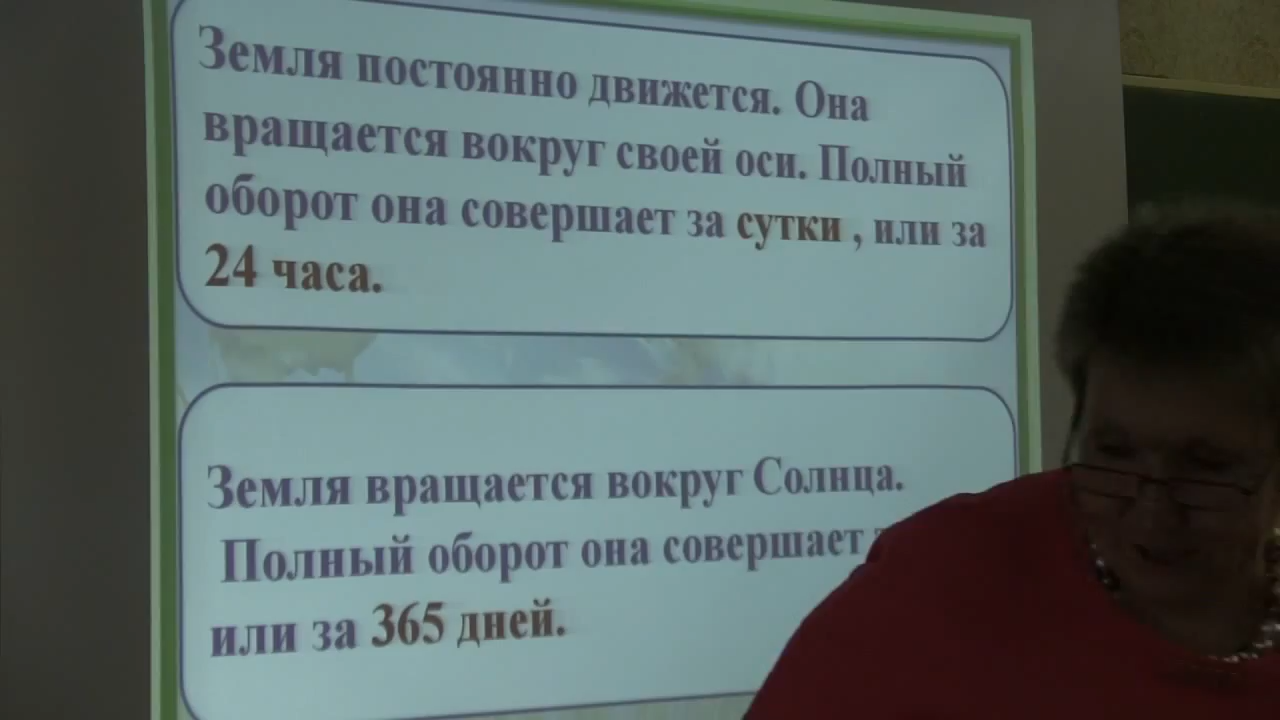 Земля постоянно движется. Она
вращается вокруг своей оси. Полный
оборот она совершает за сутки , или за
24 часа.
Земля вращается вокруг Солнца.
Полный оборот она совершает
или за 365 дней.